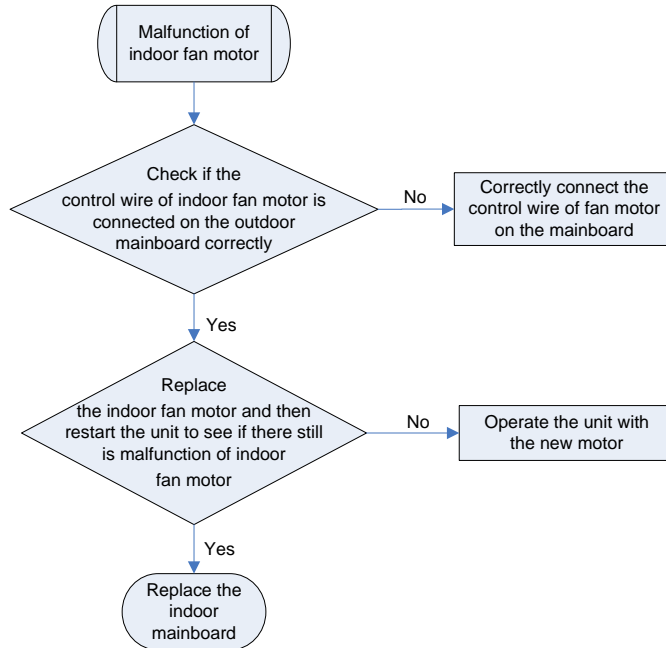 Malfunction of
indoor fan motor
Check if the
control wire of indoor fan motor is
connected on the outdoor
mainboard correctly
No
Correctly connect the
control wire of fan motor
on the mainboard
Yes
Replace
the indoor fan motor and then
restart the unit to see if there still
is malfunction of indoor
fan motor
No
Operate the unit with
the new motor
Yes
Replace the
indoor
mainboard